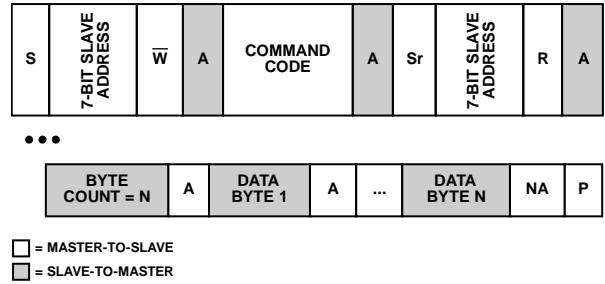 S
7-BIT SLAVE
ADDRESS
W̅
A
COMMAND
CODE
A
Sr
7-BIT SLAVE
ADDRESS
R
A
•••
BYTE
COUNT = N
A
DATA
BYTE 1
A
...
DATA
BYTE N
NA
P
= MASTER-TO-SLAVE
= SLAVE-TO-MASTER